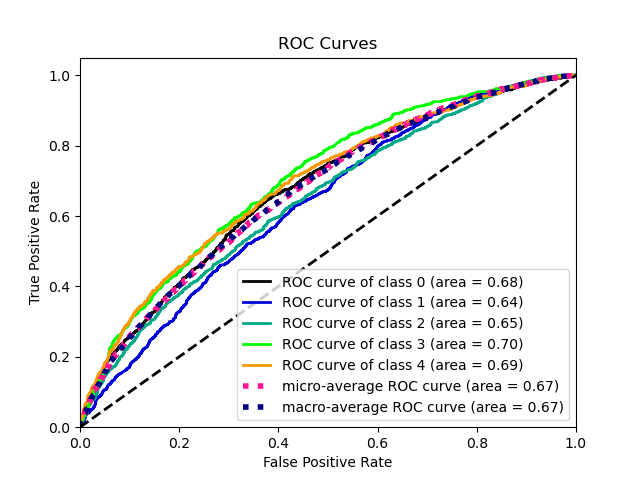 ROC Curves
True Positive Rate
1.0
0.8
0.6
0.4
0.2
0.0
ROC curve of class 0 (area = 0.68)
ROC curve of class 1 (area = 0.64)
ROC curve of class 2 (area = 0.65)
ROC curve of class 3 (area = 0.70)
ROC curve of class 4 (area = 0.69)
micro-average ROC curve (area = 0.67)
macro-average ROC curve (area = 0.67)
0.0 0.2 0.4 0.6 0.8 1.0
False Positive Rate